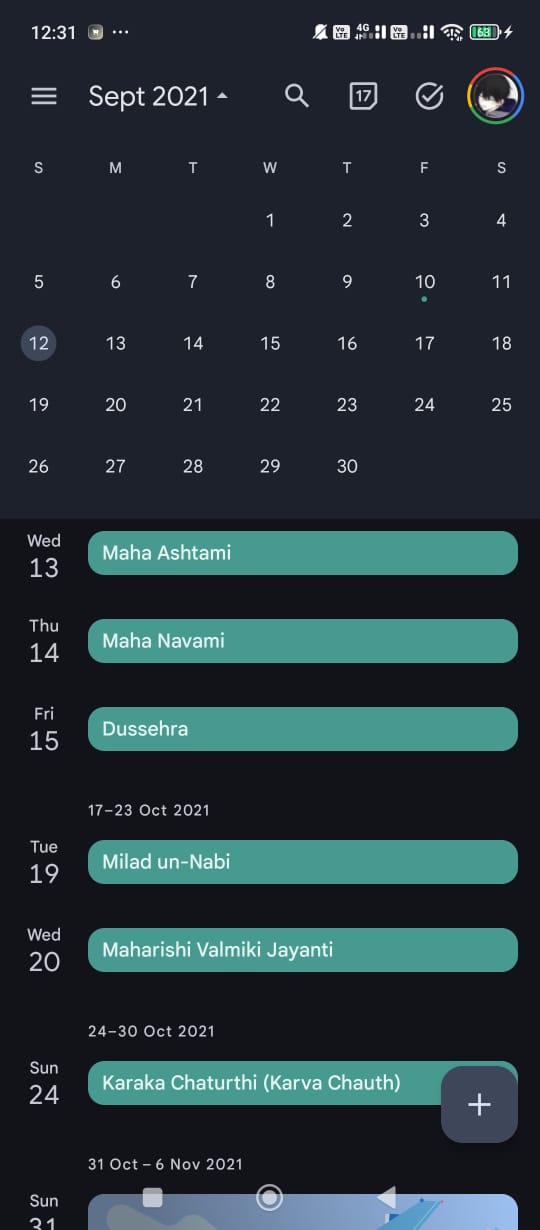 12:31
4G
Vo
LTE
Vo
LTE
63
Sept 2021
17
S M T W T F S
1 2 3 4
5 6 7 8 9 10 11
12 13 14 15 16 17 18
19 20 21 22 23 24 25
26 27 28 29 30
Wed
13
Maha Ashtami
Thu
14
Maha Navami
Fri
15
Dussehra
17–23 Oct 2021
Tue
19
Milad un-Nabi
Wed
20
Maharishi Valmiki Jayanti
24–30 Oct 2021
Sun
24
Karaka Chaturthi (Karva Chauth)
31 Oct – 6 Nov 2021
Sun
31